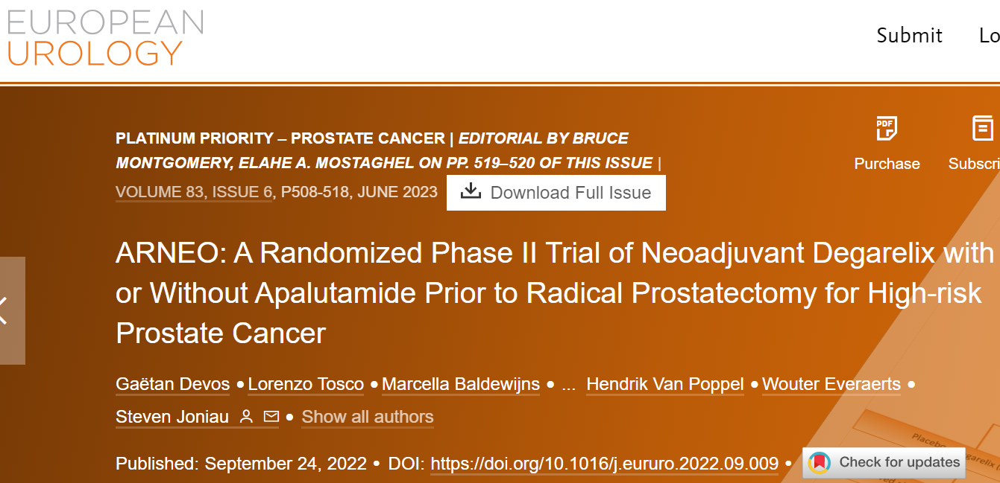 EUROPEAN
UROLOGY
Submit Lo
PLATINUM PRIORITY – PROSTATE CANCER | EDITORIAL BY BRUCE
MONTGOMERY, ELAHE A. MOSTAGHEL ON PP. 519–520 OF THIS ISSUE |
VOLUME 83, ISSUE 6, P508-518, JUNE 2023 Download Full Issue
PDF
Purchase Subscri
ARNEO: A Randomized Phase II Trial of Neoadjuvant Degarelix with
or Without Apalutamide Prior to Radical Prostatectomy for High-risk
Prostate Cancer
Gaëtan Devos • Lorenzo Tosco • Marcella Baldewijns • ... Hendrik Van Poppel • Wouter Everaerts •
Steven Joniau • Show all authors
Published: September 24, 2022 • DOI: https://doi.org/10.1016/j.eururo.2022.09.009 •
Check for updates